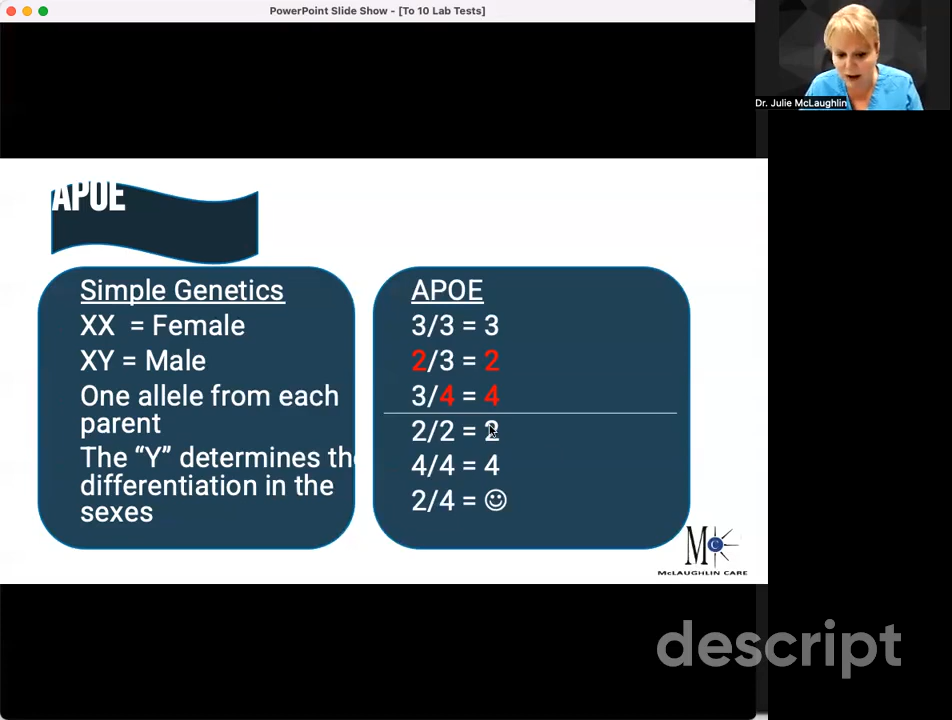 PowerPoint Slide Show - [To 10 Lab Tests]
Dr. Julie McLaughlin
APOE
Simple Genetics
XX = Female
XY = Male
One allele from each
parent
The “Y” determines the
differentiation in the
sexes
APOE
3/3 = 3
2/3 = 2
3/4 = 4
2/2 = 2
4/4 = 4
2/4 = ☺
M C
McLAUGHLIN CARE
descript